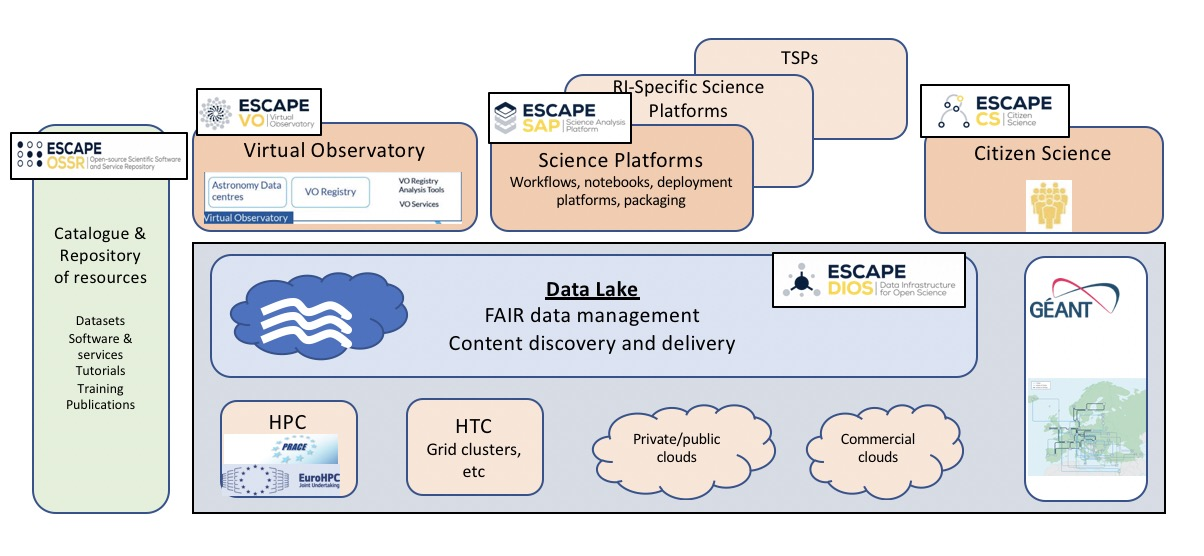 TSPs
RI-Specific Science
Platforms
ESCAPE
OSSR
Open-source Scientific Software
and Service Repository
Catalogue &
Repository
of resources
Datasets
Software &
services
Tutorials
Training
Publications
ESCAPE
VO
Virtual
Observatory
Virtual Observatory
Astronomy Data
centres
VO Registry
VO Registry
Analysis Tools
VO Services
Virtual Observatory
ESCAPE
SAP
Science Analysis
Platform
Science Platforms
Workflows, notebooks, deployment
platforms, packaging
ESCAPE
CS
Citizen
Science
Citizen Science
ESCAPE
DIOS
Data Infrastructure
for Open Science
Data Lake
FAIR data management
Content discovery and delivery
HPC
PRACE
EuroHPC
Joint Undertaking
HTC
Grid clusters,
etc
Private/public
clouds
Commercial
clouds
GÉANT